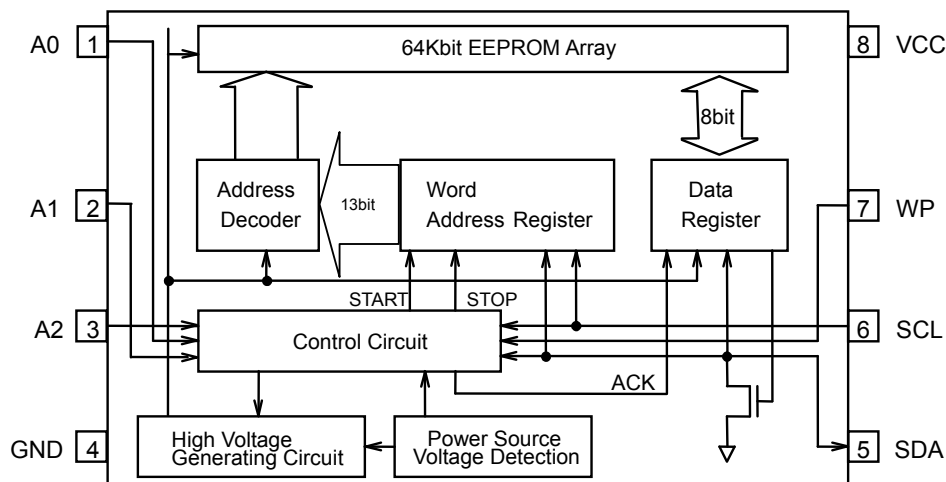 A0
1
64Kbit EEPROM Array
8
VCC
8bit
A1
2
Address
Decoder
13bit
Word
Address Register
Data
Register
7
WP
START
STOP
A2
3
Control Circuit
6
SCL
ACK
GND
4
High Voltage
Generating Circuit
Power Source
Voltage Detection
5
SDA